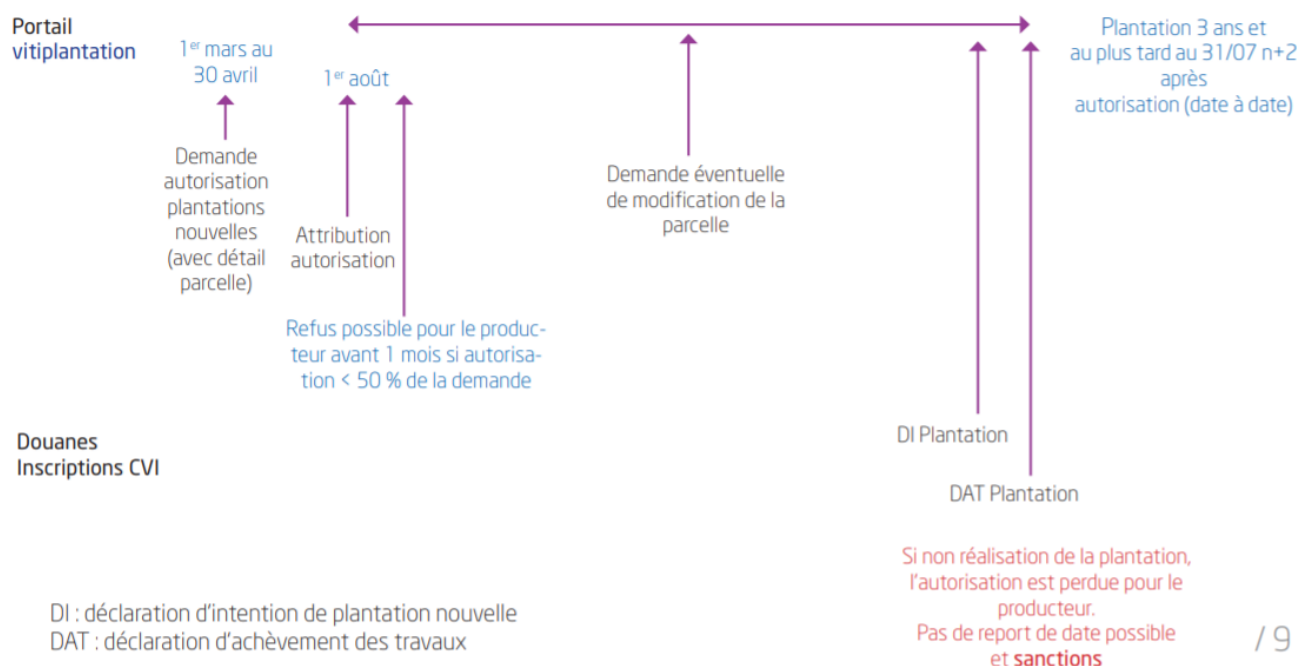 Portail
vitiplantation
1er mars au
30 avril
1er août
Plantation 3 ans et
au plus tard au 31/07 n+2
après
autorisation (date à date)
Demande
autorisation
plantations
nouvelles
(avec détail
parcelle)
Attribution
autorisation
Demande éventuelle
de modification de la
parcelle
Refus possible pour le produc-
teur avant 1 mois si autorisa-
tion < 50 % de la demande
Douanes
Inscriptions CVI
DI Plantation
DAT Plantation
Si non réalisation de la plantation,
l'autorisation est perdue pour le
producteur.
Pas de report de date possible
et sanctions
DI : déclaration d'intention de plantation nouvelle
DAT : déclaration d'achèvement des travaux
/ 9